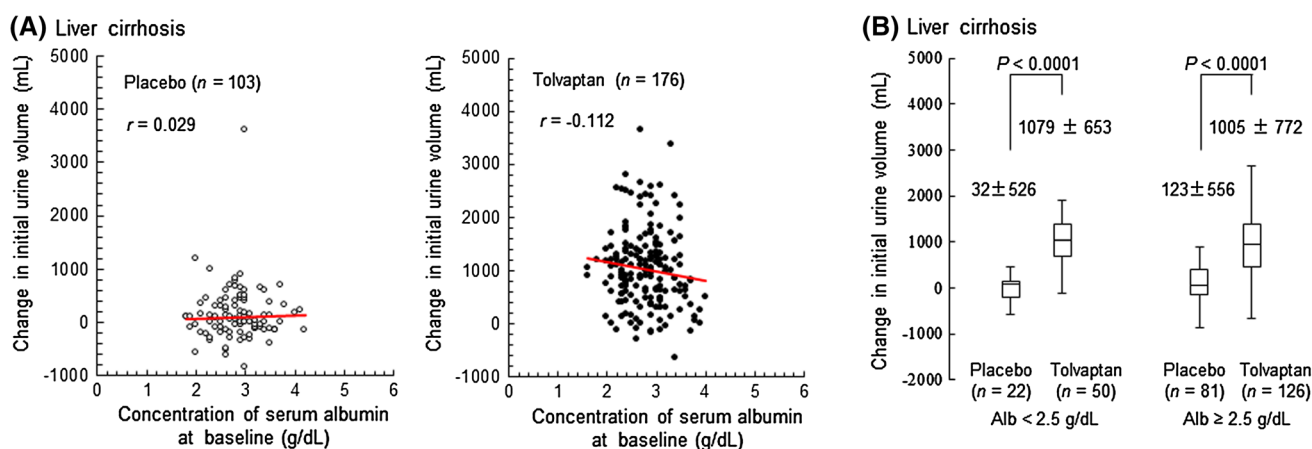 (A) Liver cirrhosis
Change in initial urine volume (mL)
5000
4000
3000
2000
1000
0
-1000
Placebo (n = 103)
r = 0.029
0 1 2 3 4 5 6
Concentration of serum albumin
at baseline (g/dL)
Change in initial urine volume (mL)
5000
4000
3000
2000
1000
0
-1000
Tolvaptan (n = 176)
r = -0.112
0 1 2 3 4 5 6
Concentration of serum albumin
at baseline (g/dL)
(B) Liver cirrhosis
Change in initial urine volume (mL)
5000
4000
3000
2000
1000
0
-1000
-2000
P < 0.0001
1079 ± 653
32±526
P < 0.0001
1005 ± 772
123±556
Placebo Tolvaptan Placebo Tolvaptan
(n = 22) (n = 50) (n = 81) (n = 126)
Alb < 2.5 g/dL Alb ≥ 2.5 g/dL